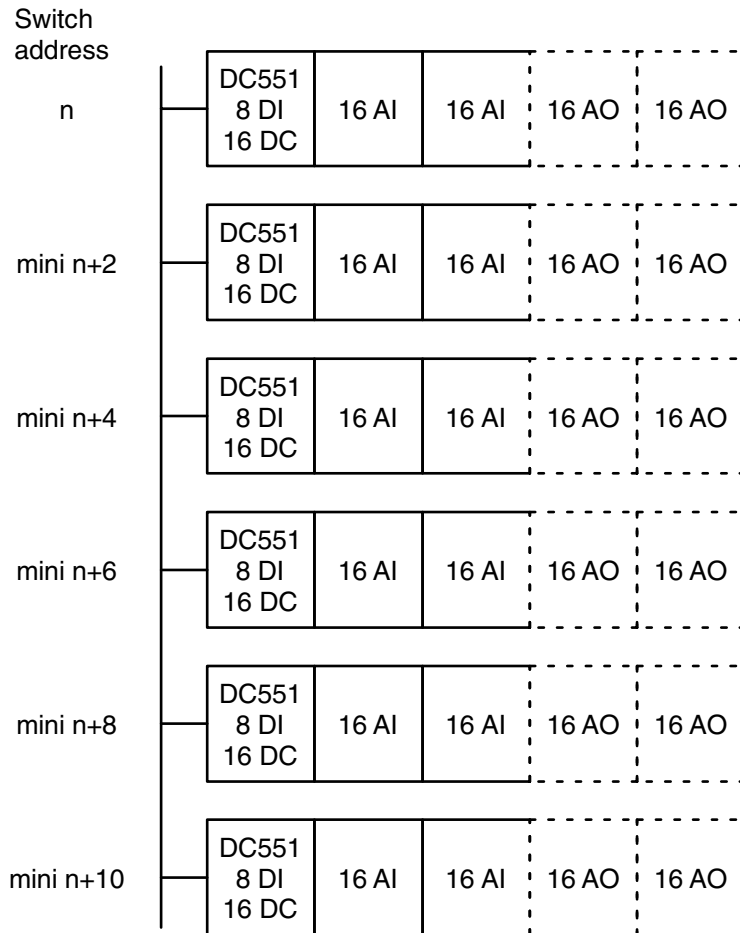 Switch
address
n
DC551
8 DI
16 DC
16 AI
16 AI
16 AO
16 AO
mini n+2
DC551
8 DI
16 DC
16 AI
16 AI
16 AO
16 AO
mini n+4
DC551
8 DI
16 DC
16 AI
16 AI
16 AO
16 AO
mini n+6
DC551
8 DI
16 DC
16 AI
16 AI
16 AO
16 AO
mini n+8
DC551
8 DI
16 DC
16 AI
16 AI
16 AO
16 AO
mini n+10
DC551
8 DI
16 DC
16 AI
16 AI
16 AO
16 AO